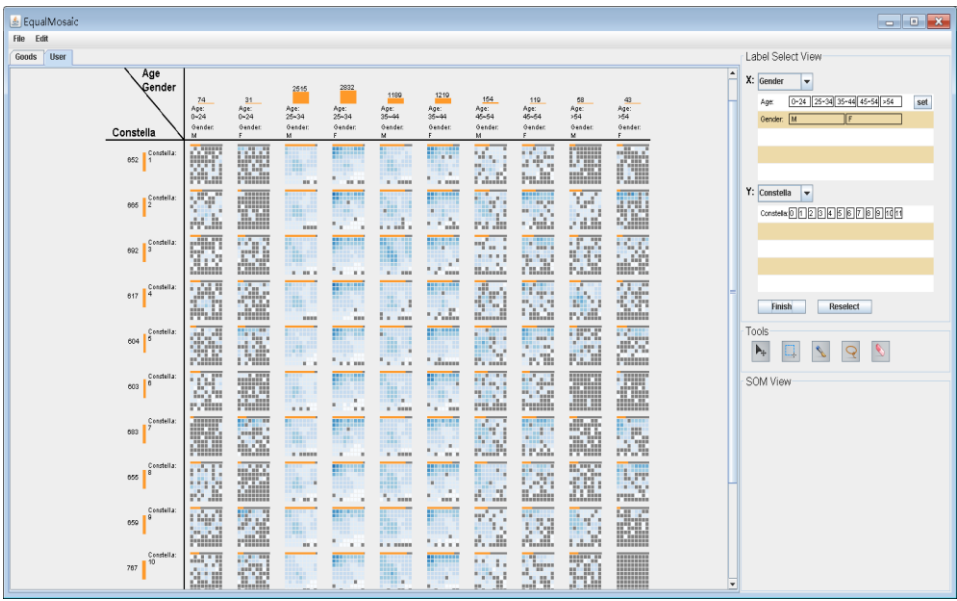 EqualMosaic
File Edit
Goods User
Age
Gender
Constella
74 31 2515 2832 1189 1219 154 119 58 43
Age: Age: Age: Age: Age: Age: Age: Age: Age: Age:
0~24 0~24 25~34 25~34 35~44 35~44 45~54 45~54 >54 >54
Gender: Gender: Gender: Gender: Gender: Gender: Gender: Gender: Gender: Gender:
M F M F M F M F M F
652 Constella: 1
666 Constella: 2
692 Constella: 3
617 Constella: 4
604 Constella: 5
603 Constella: 6
683 Constella: 7
656 Constella: 8
659 Constella: 9
767 Constella: 10
Label Select View
X: Gender
Age: 0~24 25~34 35~44 45~54 >54 set
Gender: M F
Y: Constella
Constella: 0 1 2 3 4 5 6 7 8 9 10 11
Finish Reselect
Tools
SOM View